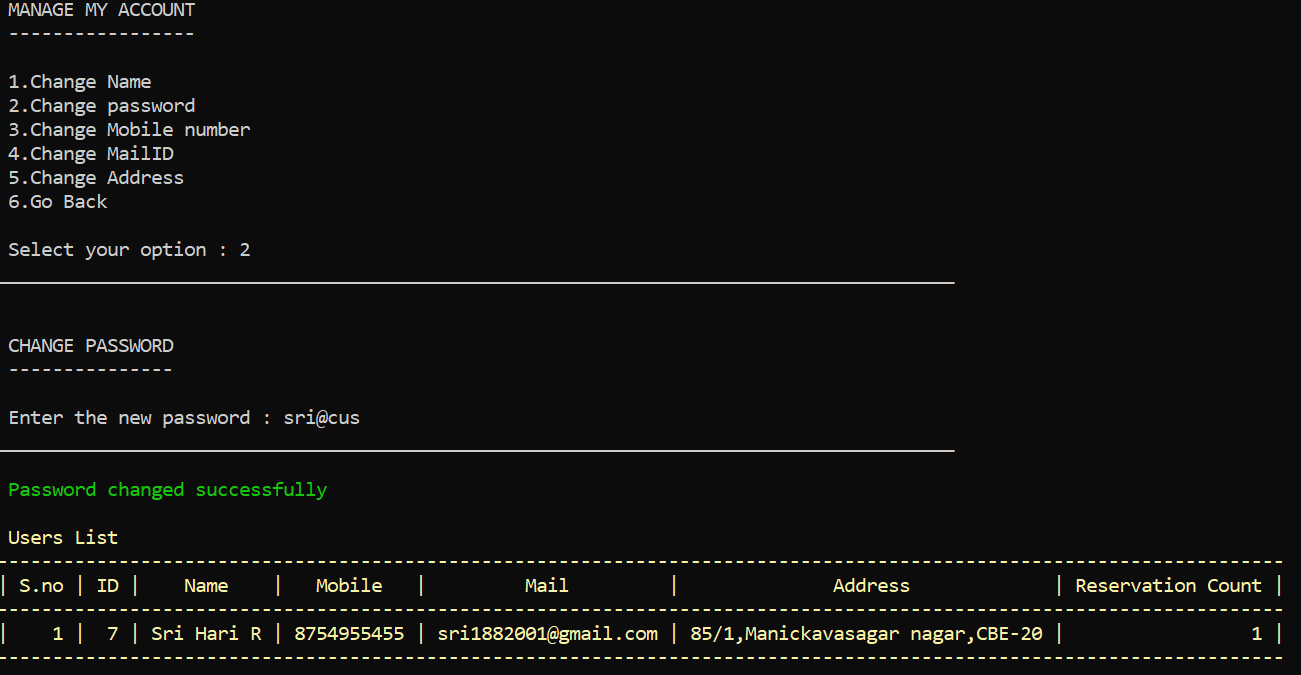 MANAGE MY ACCOUNT
-----------------
1.Change Name
2.Change password
3.Change Mobile number
4.Change MailID
5.Change Address
6.Go Back
Select your option : 2
CHANGE PASSWORD
---------------
Enter the new password : sri@cus
Password changed successfully
Users List
| S.no | ID | Name | Mobile | Mail | Address | Reservation Count |
| 1 | 7 | Sri Hari R | 8754955455 | sri1882001@gmail.com | 85/1,Manickavasagar nagar,CBE-20 | 1 |